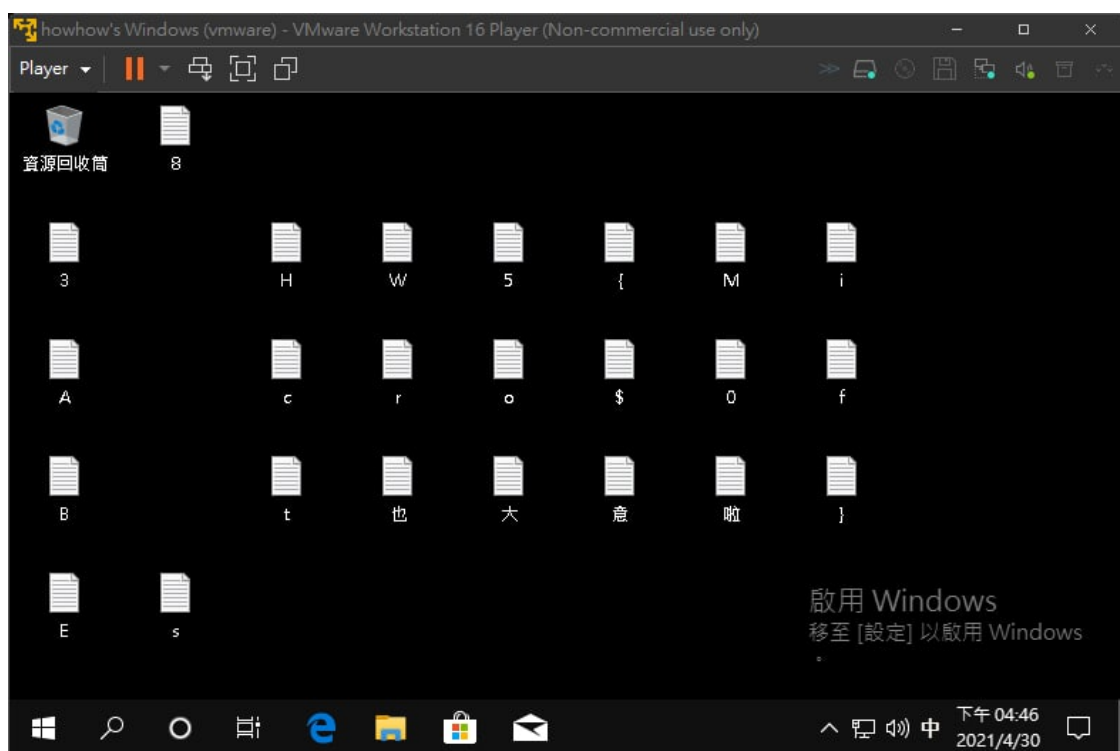 howhow's Windows (vmware) - VMware Workstation 16 Player (Non-commercial use only)
Player
資源回收筒 8
3 H W 5 { M i
A c r o $ 0 f
B t 也 大 意 啦 }
E s
啟用 Windows
移至 [設定] 以啟用 Windows
。
中 下午 04:46
2021/4/30